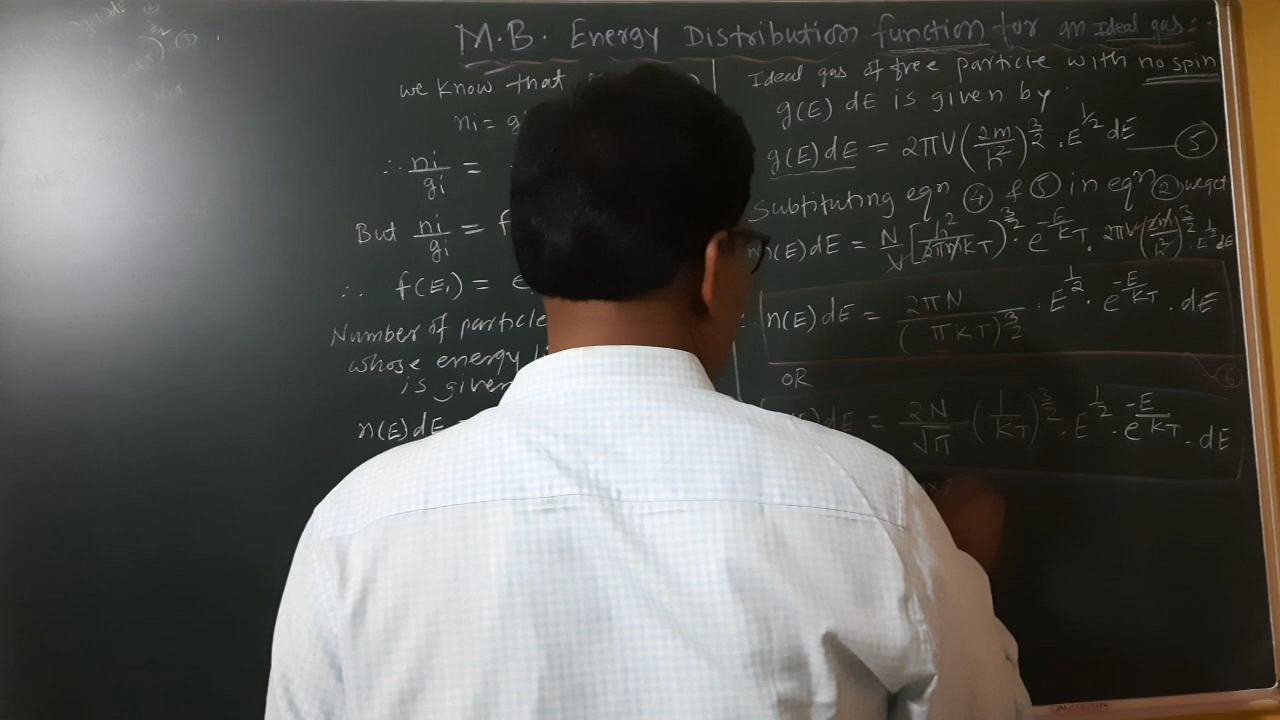 M.B. Energy Distribution function for an Ideal gas:
we know that
ni = g
∴ ni/gi =
But ni/gi = f
∴ f(E₁) = e
Number of particle
whose energy
is given
n(E) dE =
Ideal gas of free particle with no spin
g(E) dE is given by
g(E) dE = 2πV(2m/h²)^3/2 . E^1/2 dE — ⑤
Substituting eqn ④ & ⑤ in eqn ② we get
n(E) dE = N/V [h²/2πmKT)^3/2 . e^-E/KT . 2πV(2m/h²)^3/2 . E^1/2 dE
n(E) dE = 2πN/(πKT)^3/2 . E^1/2 . e^-E/KT . dE
OR
(E) dE = 2N/√π (1/KT)^3/2 . E^1/2 . e^-E/KT . dE